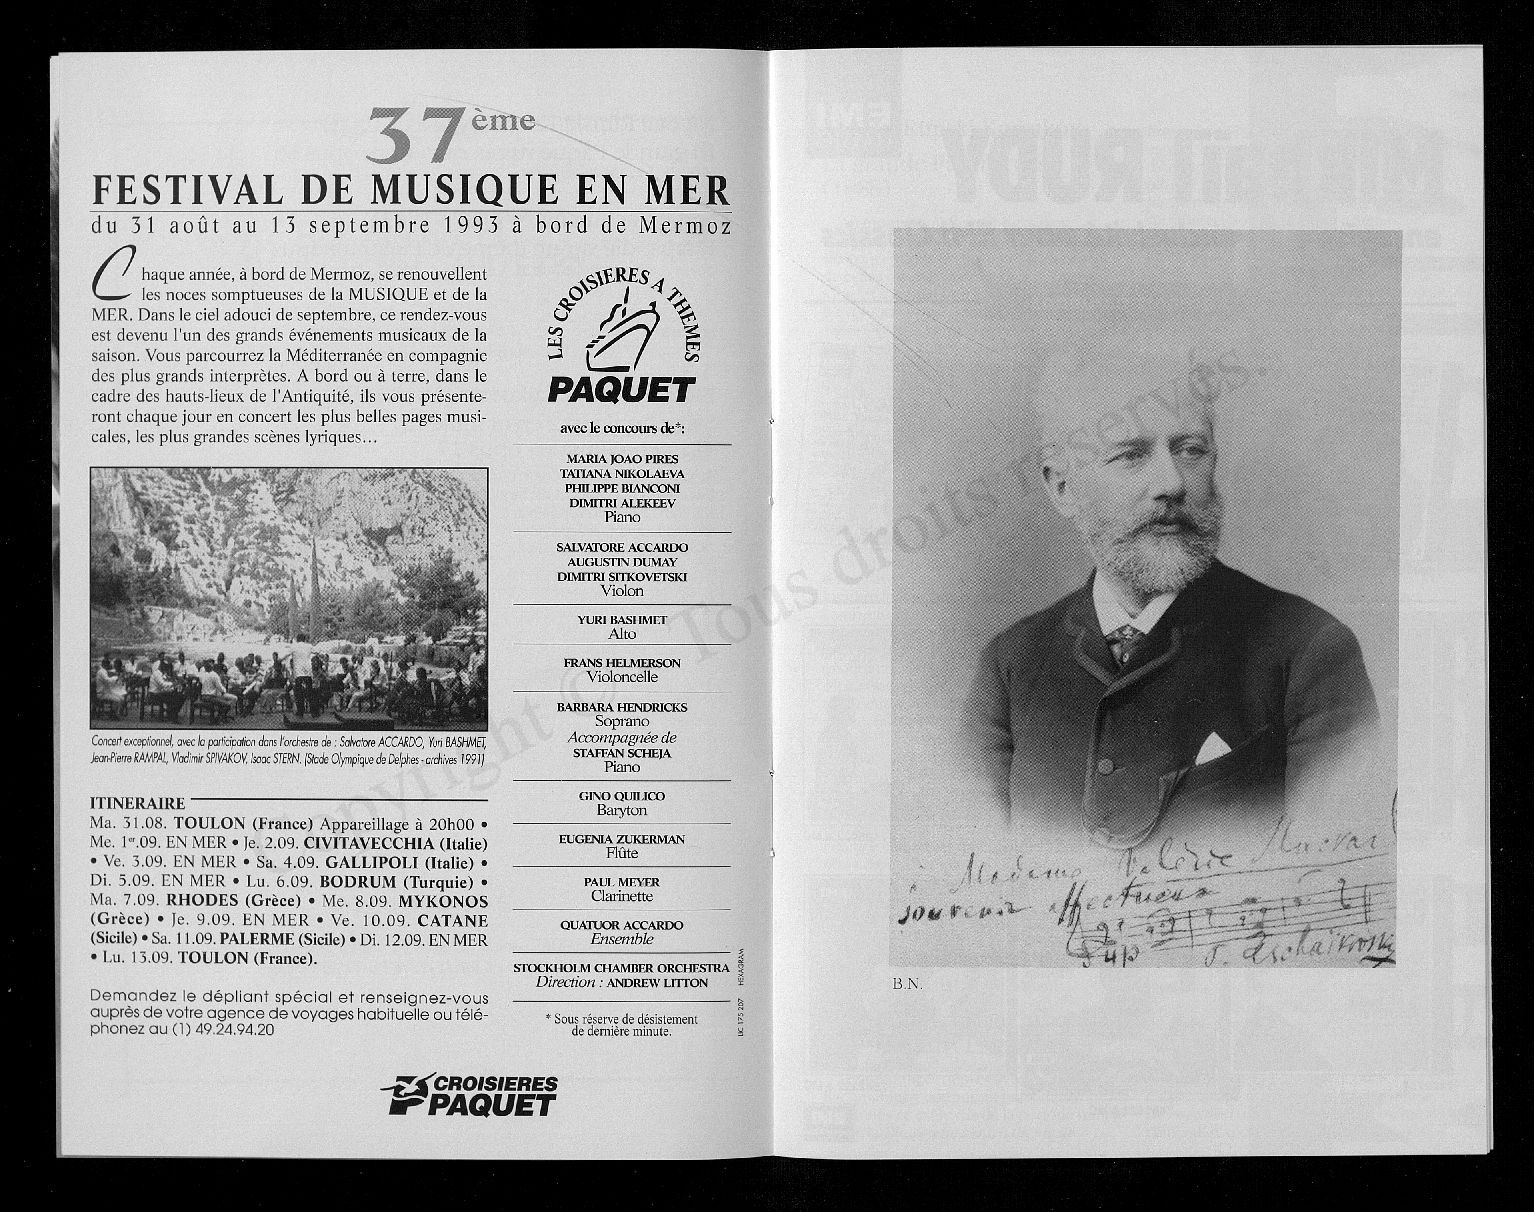 37ème
FESTIVAL DE MUSIQUE EN MER
du 31 août au 13 septembre 1993 à bord de Mermoz
Chaque année, à bord de Mermoz, se renouvellent
les noces somptueuses de la MUSIQUE et de la
MER. Dans le ciel adouci de septembre, ce rendez-vous
est devenu l'un des grands événements musicaux de la
saison. Vous parcourrez la Méditerranée en compagnie
des plus grands interprètes. A bord ou à terre, dans le
cadre des hauts-lieux de l'Antiquité, ils vous présente-
ront chaque jour en concert les plus belles pages musi-
cales, les plus grandes scènes lyriques...
Concert exceptionnel, avec la participation dans l'orchestre de : Salvatore ACCARDO, Yuri BASHMET,
Jean-Pierre RAMPAL, Vladimir SPIVAKOV, Isaac STERN. (Stade Olympique de Delphes - archives 1991)
ITINERAIRE
Ma. 31.08. TOULON (France) Appareillage à 20h00 •
Me. 1er.09. EN MER • Je. 2.09. CIVITAVECCHIA (Italie)
• Ve. 3.09. EN MER • Sa. 4.09. GALLIPOLI (Italie) •
Di. 5.09. EN MER • Lu. 6.09. BODRUM (Turquie) •
Ma. 7.09. RHODES (Grèce) • Me. 8.09. MYKONOS
(Grèce) • Je. 9.09. EN MER • Ve. 10.09. CATANE
(Sicile) • Sa. 11.09. PALERME (Sicile) • Di. 12.09. EN MER
• Lu. 13.09. TOULON (France).
Demandez le dépliant spécial et renseignez-vous
auprès de votre agence de voyages habituelle ou télé-
phonez au (1) 49.24.94.20
LES CROISIERES A THEMES
PAQUET
avec le concours de*:
MARIA JOAO PIRES
TATIANA NIKOLAEVA
PHILIPPE BIANCONI
DIMITRI ALEKEEV
Piano
SALVATORE ACCARDO
AUGUSTIN DUMAY
DIMITRI SITKOVETSKI
Violon
YURI BASHMET
Alto
FRANS HELMERSON
Violoncelle
BARBARA HENDRICKS
Soprano
Accompagnée de
STAFFAN SCHEJA
Piano
GINO QUILICO
Baryton
EUGENIA ZUKERMAN
Flûte
PAUL MEYER
Clarinette
QUATUOR ACCARDO
Ensemble
STOCKHOLM CHAMBER ORCHESTRA
Direction : ANDREW LITTON
* Sous réserve de désistement
de dernière minute.
LIC 175 207 HEXAGRAM
CROISIERES
PAQUET
à Madame Valérie
souvenir affectueux
P. Tschaïkovsky
B.N.
Copyright © Tous droits réservés.